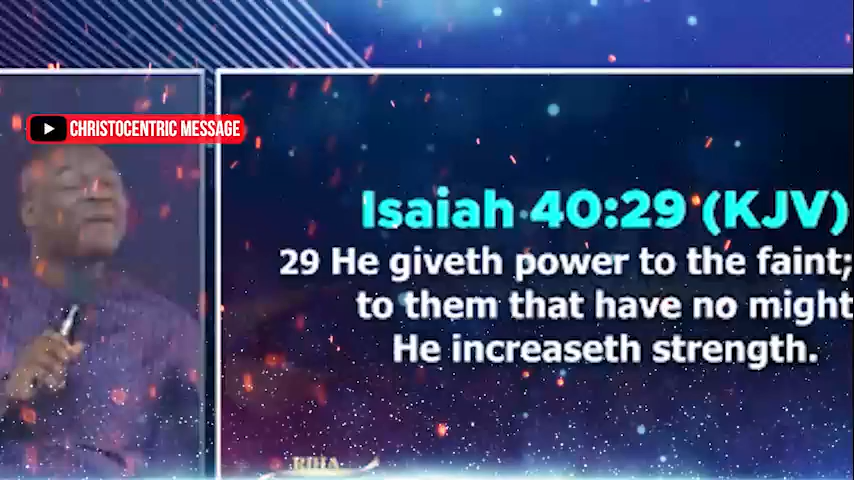 CHRISTOCENTRIC MESSAGE
Isaiah 40:29 (KJV)
29 He giveth power to the faint;
to them that have no might
He increaseth strength.